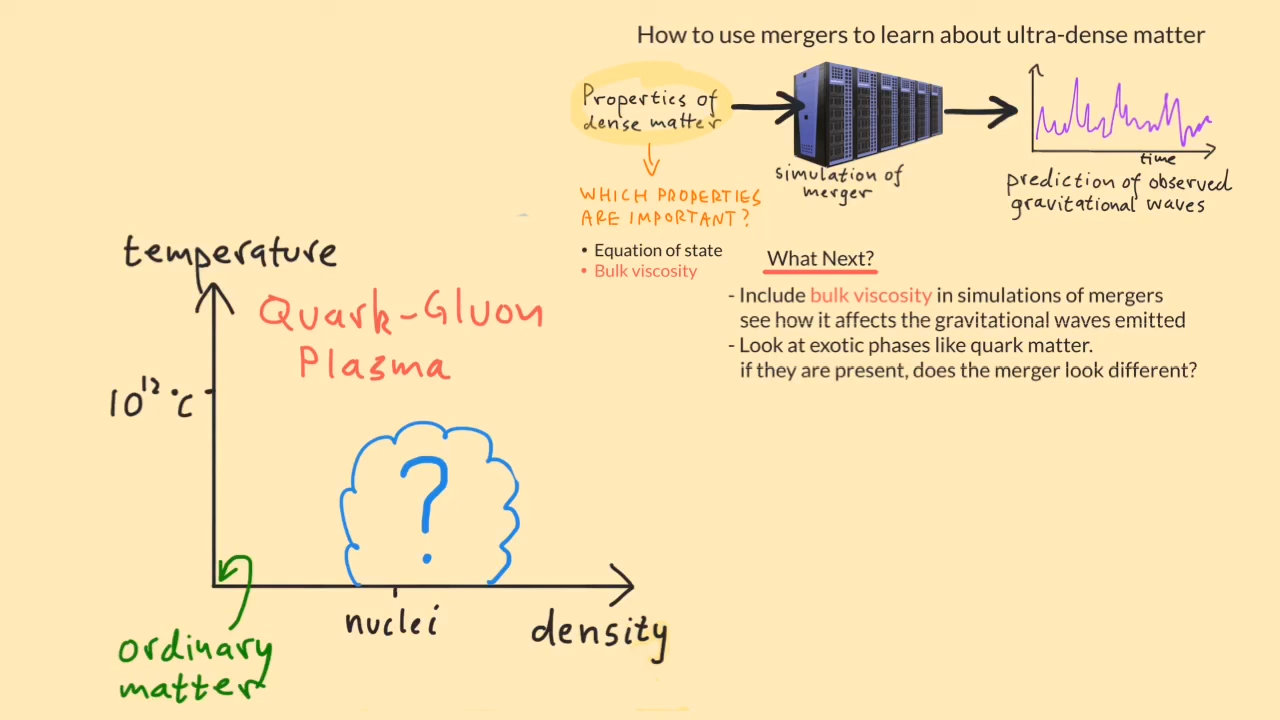 How to use mergers to learn about ultra-dense matter
Properties of
dense matter
simulation of
merger
time
prediction of observed
gravitational waves
WHICH PROPERTIES
ARE IMPORTANT?
• Equation of state
• Bulk viscosity
What Next?
- Include bulk viscosity in simulations of mergers
see how it affects the gravitational waves emitted
- Look at exotic phases like quark matter.
if they are present, does the merger look different?
temperature
Quark-Gluon
Plasma
10¹² °C
?
nuclei
density
ordinary
matter